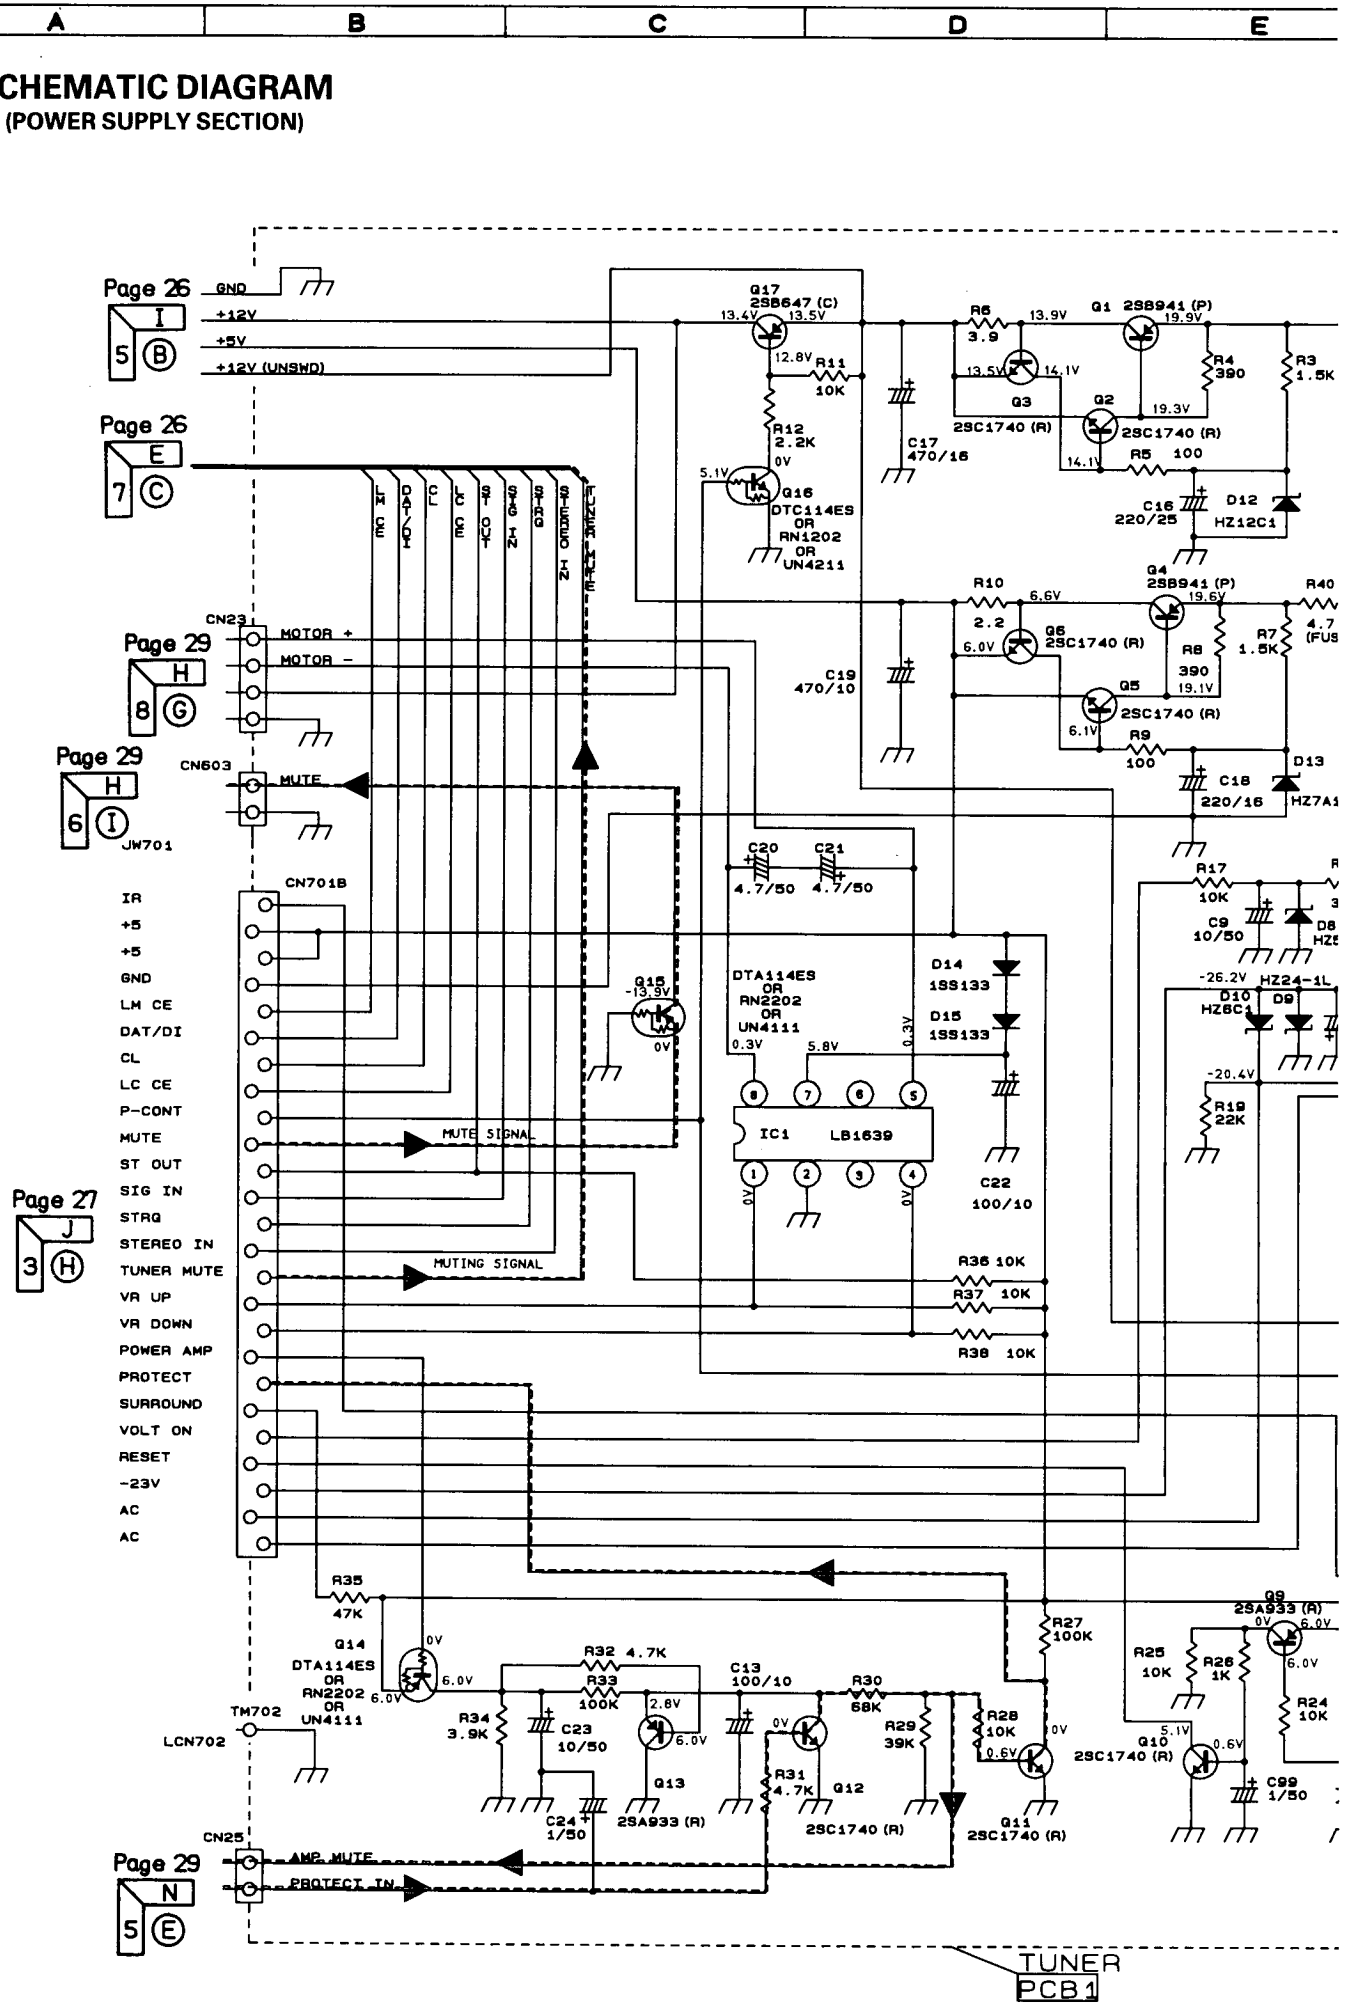 A B C D E
CHEMATIC DIAGRAM
(POWER SUPPLY SECTION)
Page 26
I
5 B
GND
+12V
+5V
+12V (UNSWD)
Page 26
E
7 C
LM CE
DAT/DI
CL
LC CE
ST OUT
SIG IN
STRQ
STEREO IN
TUNER MUTE
Q17
2SB647 (C)
13.4V
13.5V
12.8V
R11
10K
R12
2.2K
0V
5.1V
Q16
DTC114ES
OR
RN1202
OR
UN4211
C17
470/16
R6
3.9
13.9V
13.5V
14.1V
Q3
2SC1740 (R)
Q1 2SB941 (P)
19.9V
R4
390
R3
1.5K
Q2
19.3V
2SC1740 (R)
14.1V
R5 100
C16
220/25
D12
HZ12C1
CN23
MOTOR +
MOTOR -
Page 29
H
8 G
C19
470/10
R10
2.2
6.6V
6.0V
Q6
2SC1740 (R)
Q4
2SB941 (P)
19.6V
R8
390
R7
1.5K
R40
4.7
(FUS
Q5
19.1V
2SC1740 (R)
6.1V
R9
100
C18
220/16
D13
HZ7A1
Page 29
H
6 I
CN603
MUTE
JW701
CN701B
C20
4.7/50
C21
4.7/50
R17
10K
C9
10/50
D8
-26.2V
HZ24-1L
D10
HZ6C1
D9
-20.4V
R19
22K
Q15
-13.9V
0V
DTA114ES
OR
RN2202
OR
UN4111
D14
1SS133
D15
1SS133
0.3V
5.8V
0.3V
8 7 6 5
IC1 LB1639
1 2 3 4
0V
0V
C22
100/10
IR
+5
+5
GND
LM CE
DAT/DI
CL
LC CE
P-CONT
MUTE
ST OUT
SIG IN
STRQ
STEREO IN
TUNER MUTE
VR UP
VR DOWN
POWER AMP
PROTECT
SURROUND
VOLT ON
RESET
-23V
AC
AC
Page 27
J
3 H
MUTE SIGNAL
MUTING SIGNAL
R36 10K
R37 10K
R38 10K
R35
47K
Q14
0V
DTA114ES
OR
RN2202
OR
UN4111
6.0V
6.0V
R34
3.9K
R32 4.7K
R33
100K
C23
10/50
2.8V
6.0V
Q13
2SA933 (R)
C24
1/50
C13
100/10
0V
R31
4.7K
Q12
2SC1740 (R)
R30
68K
R29
39K
R28
10K
0.6V
0V
Q11
2SC1740 (R)
R27
100K
R25
10K
R26
1K
Q9
2SA933 (R)
0V
6.0V
6.0V
R24
10K
5.1V
Q10
2SC1740 (R)
0.6V
C99
1/50
TM702
LCN702
CN25
AMP MUTE
PROTECT IN
Page 29
N
5 E
TUNER
PCB1